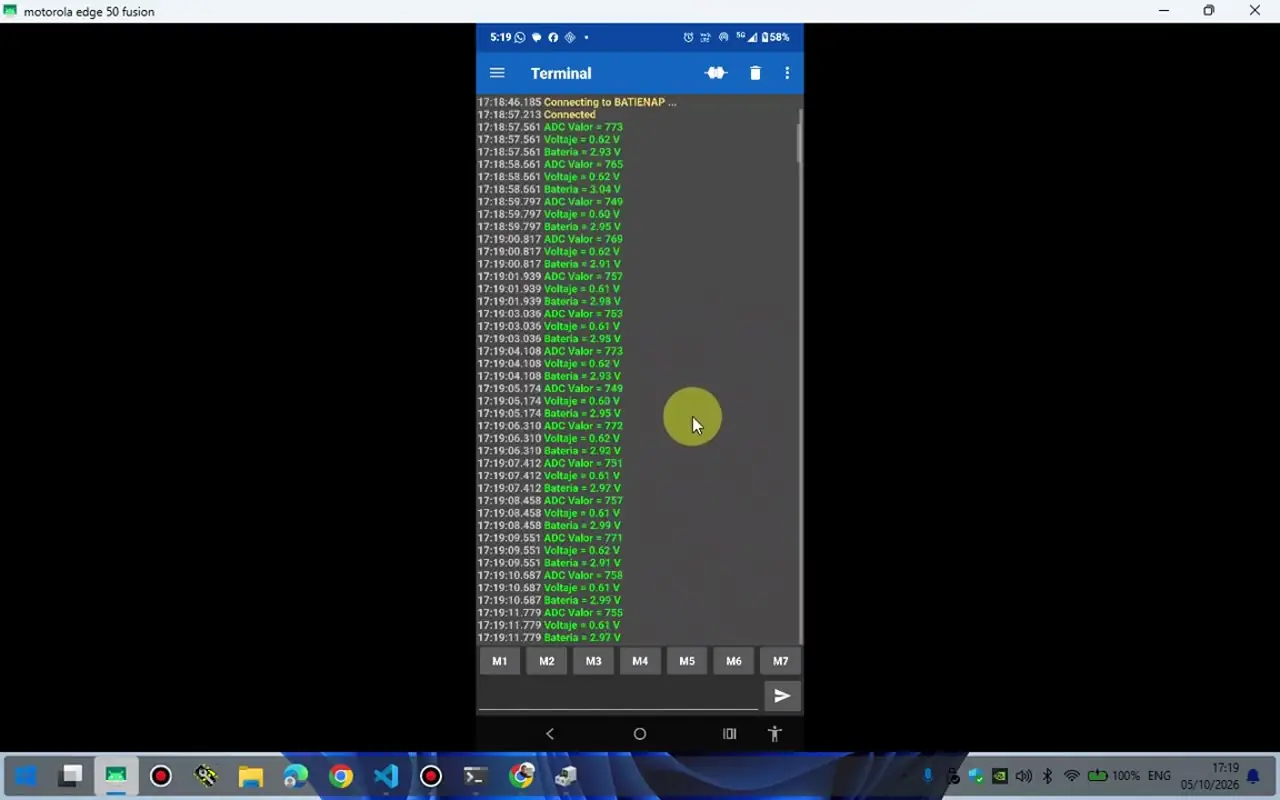 motorola edge 50 fusion
5:19 5G 58%
Terminal
17:18:46.185 Connecting to BATIENAP ...
17:18:57.213 Connected
17:18:57.561 ADC Valor = 773
17:18:57.561 Voltaje = 0.62 V
17:18:57.561 Bateria = 2.93 V
17:18:58.561 ADC Valor = 765
17:18:58.561 Voltaje = 0.62 V
17:18:58.561 Bateria = 3.04 V
17:18:59.797 ADC Valor = 749
17:18:59.797 Voltaje = 0.60 V
17:18:59.797 Bateria = 2.95 V
17:19:00.817 ADC Valor = 769
17:19:00.817 Voltaje = 0.62 V
17:19:00.817 Bateria = 2.91 V
17:19:01.939 ADC Valor = 757
17:19:01.939 Voltaje = 0.61 V
17:19:01.939 Bateria = 2.98 V
17:19:03.036 ADC Valor = 753
17:19:03.036 Voltaje = 0.61 V
17:19:03.036 Bateria = 2.95 V
17:19:04.108 ADC Valor = 773
17:19:04.108 Voltaje = 0.62 V
17:19:04.108 Bateria = 2.93 V
17:19:05.174 ADC Valor = 749
17:19:05.174 Voltaje = 0.60 V
17:19:05.174 Bateria = 2.95 V
17:19:06.310 ADC Valor = 772
17:19:06.310 Voltaje = 0.62 V
17:19:06.310 Bateria = 2.92 V
17:19:07.412 ADC Valor = 751
17:19:07.412 Voltaje = 0.61 V
17:19:07.412 Bateria = 2.97 V
17:19:08.458 ADC Valor = 757
17:19:08.458 Voltaje = 0.61 V
17:19:08.458 Bateria = 2.99 V
17:19:09.551 ADC Valor = 771
17:19:09.551 Voltaje = 0.62 V
17:19:09.551 Bateria = 2.91 V
17:19:10.687 ADC Valor = 758
17:19:10.687 Voltaje = 0.61 V
17:19:10.687 Bateria = 2.99 V
17:19:11.779 ADC Valor = 755
17:19:11.779 Voltaje = 0.61 V
17:19:11.779 Bateria = 2.97 V
M1 M2 M3 M4 M5 M6 M7
100% ENG 17:19
05/10/2026